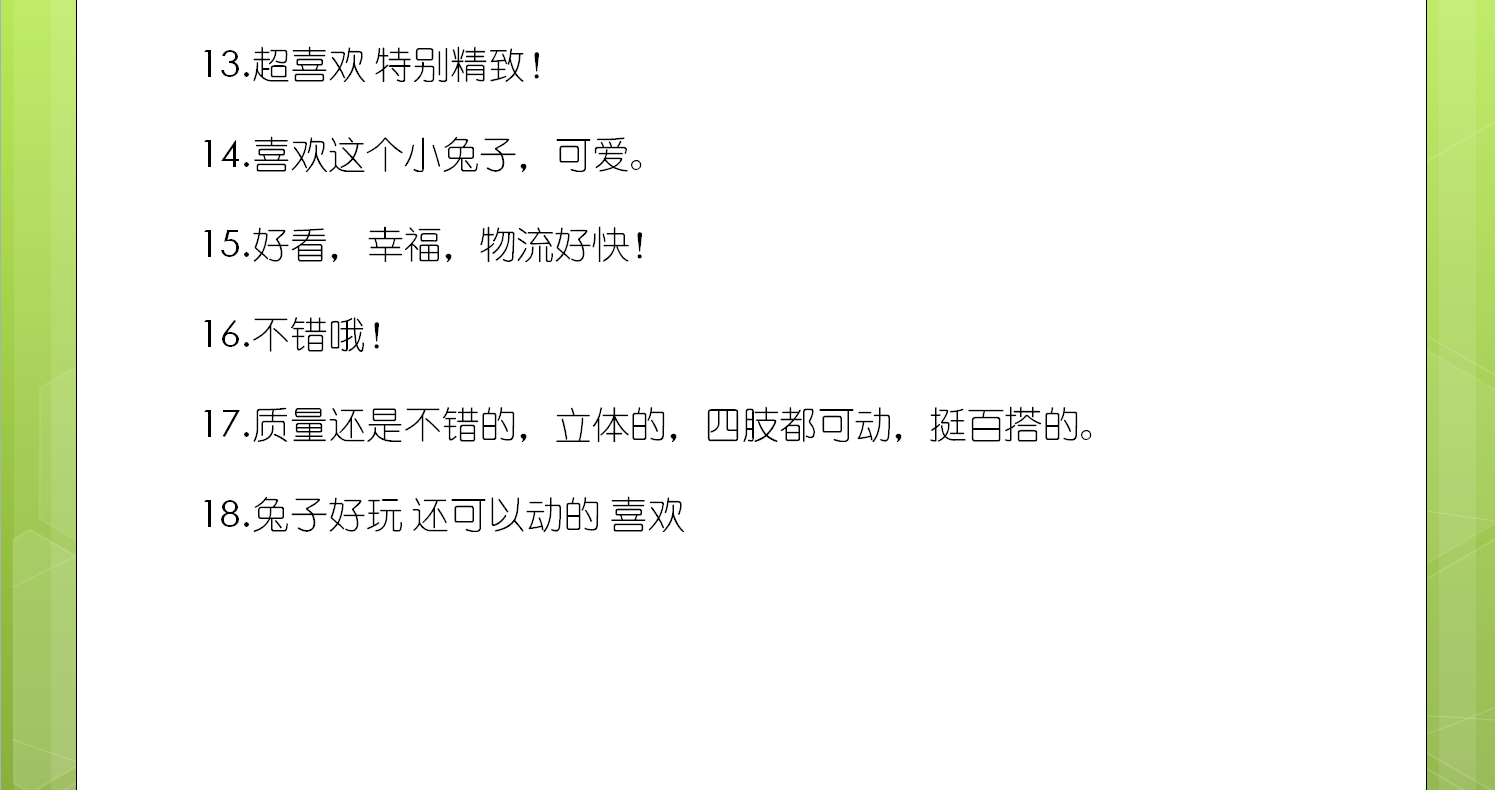 13.超喜欢 特别精致！
14.喜欢这个小兔子，可爱。
15.好看，幸福，物流好快！
16.不错哦！
17.质量还是不错的，立体的，四肢都可动，挺百搭的。
18.兔子好玩 还可以动的 喜欢